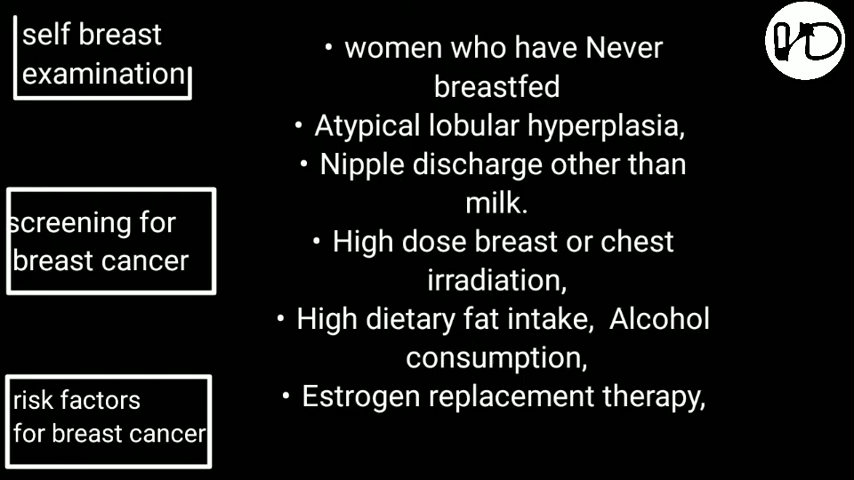 self breast
examination
screening for
breast cancer
risk factors
for breast cancer
• women who have Never
breastfed
• Atypical lobular hyperplasia,
• Nipple discharge other than
milk.
• High dose breast or chest
irradiation,
• High dietary fat intake, Alcohol
consumption,
• Estrogen replacement therapy,